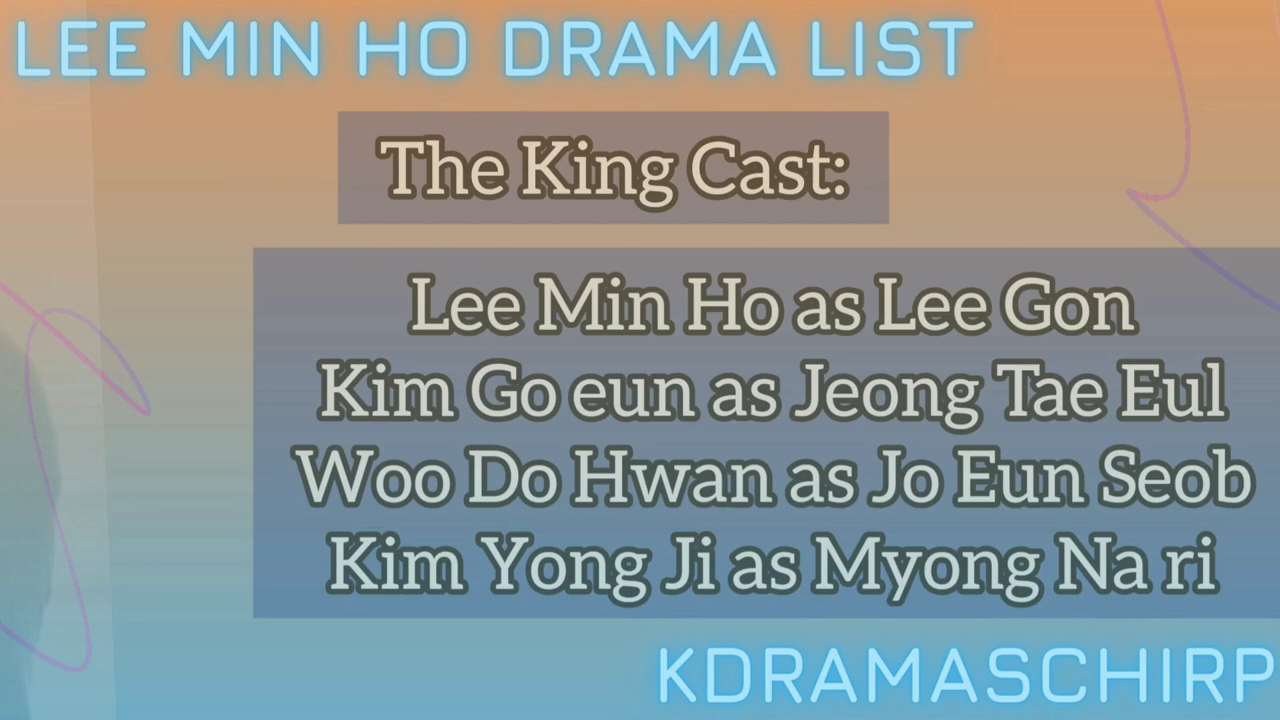 LEE MIN HO DRAMA LIST
The King Cast:
Lee Min Ho as Lee Gon
Kim Go eun as Jeong Tae Eul
Woo Do Hwan as Jo Eun Seob
Kim Yong Ji as Myong Na ri
KDRAMASCHIRP